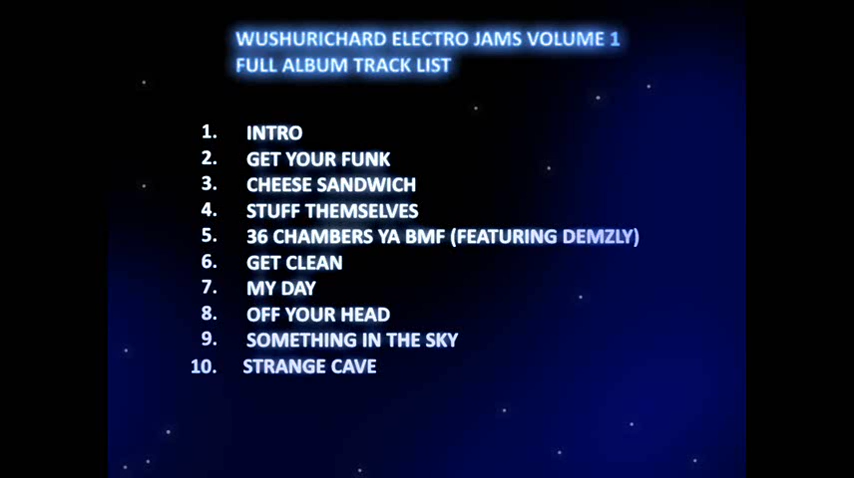 WUSHURICHARD ELECTRO JAMS VOLUME 1
FULL ALBUM TRACK LIST
1. INTRO
2. GET YOUR FUNK
3. CHEESE SANDWICH
4. STUFF THEMSELVES
5. 36 CHAMBERS YA BMF (FEATURING DEMZLY)
6. GET CLEAN
7. MY DAY
8. OFF YOUR HEAD
9. SOMETHING IN THE SKY
10. STRANGE CAVE